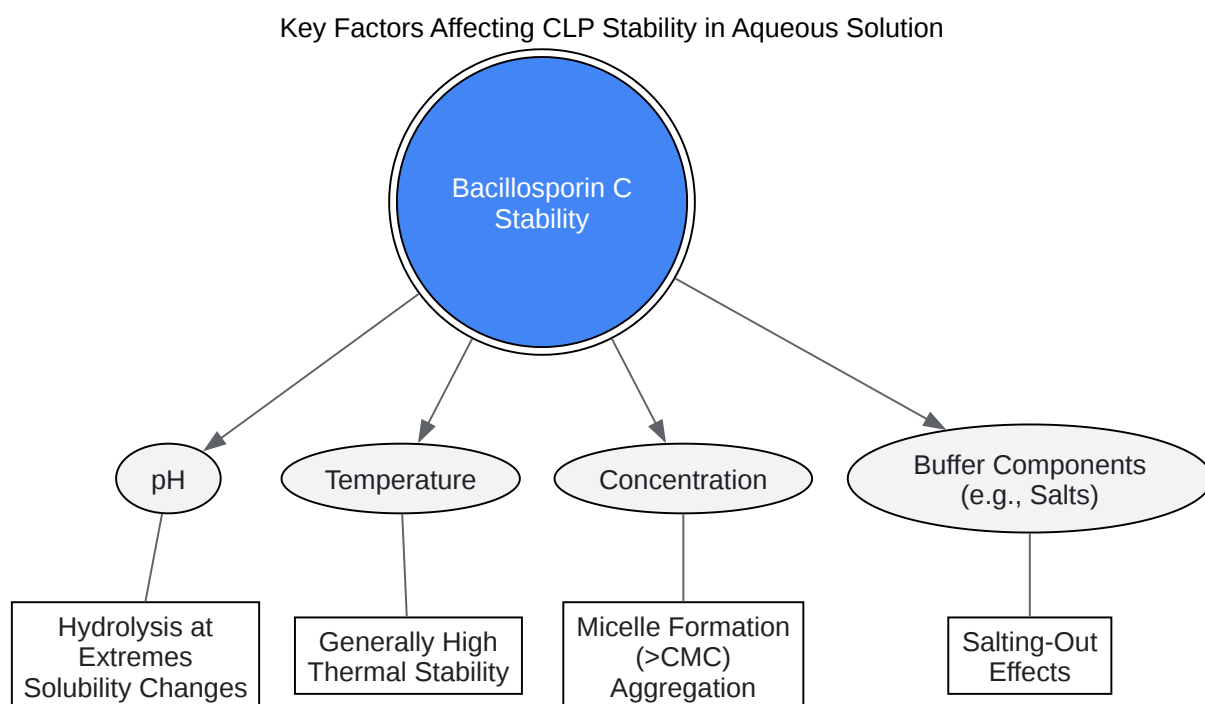 Key Factors Affecting CLP Stability in Aqueous Solution
Bacillosporin C
Stability
pH
Temperature
Concentration
Buffer Components
(e.g., Salts)
Hydrolysis at
Extremes
Solubility Changes
Generally High
Thermal Stability
Micelle Formation
(>CMC)
Aggregation
Salting-Out
Effects